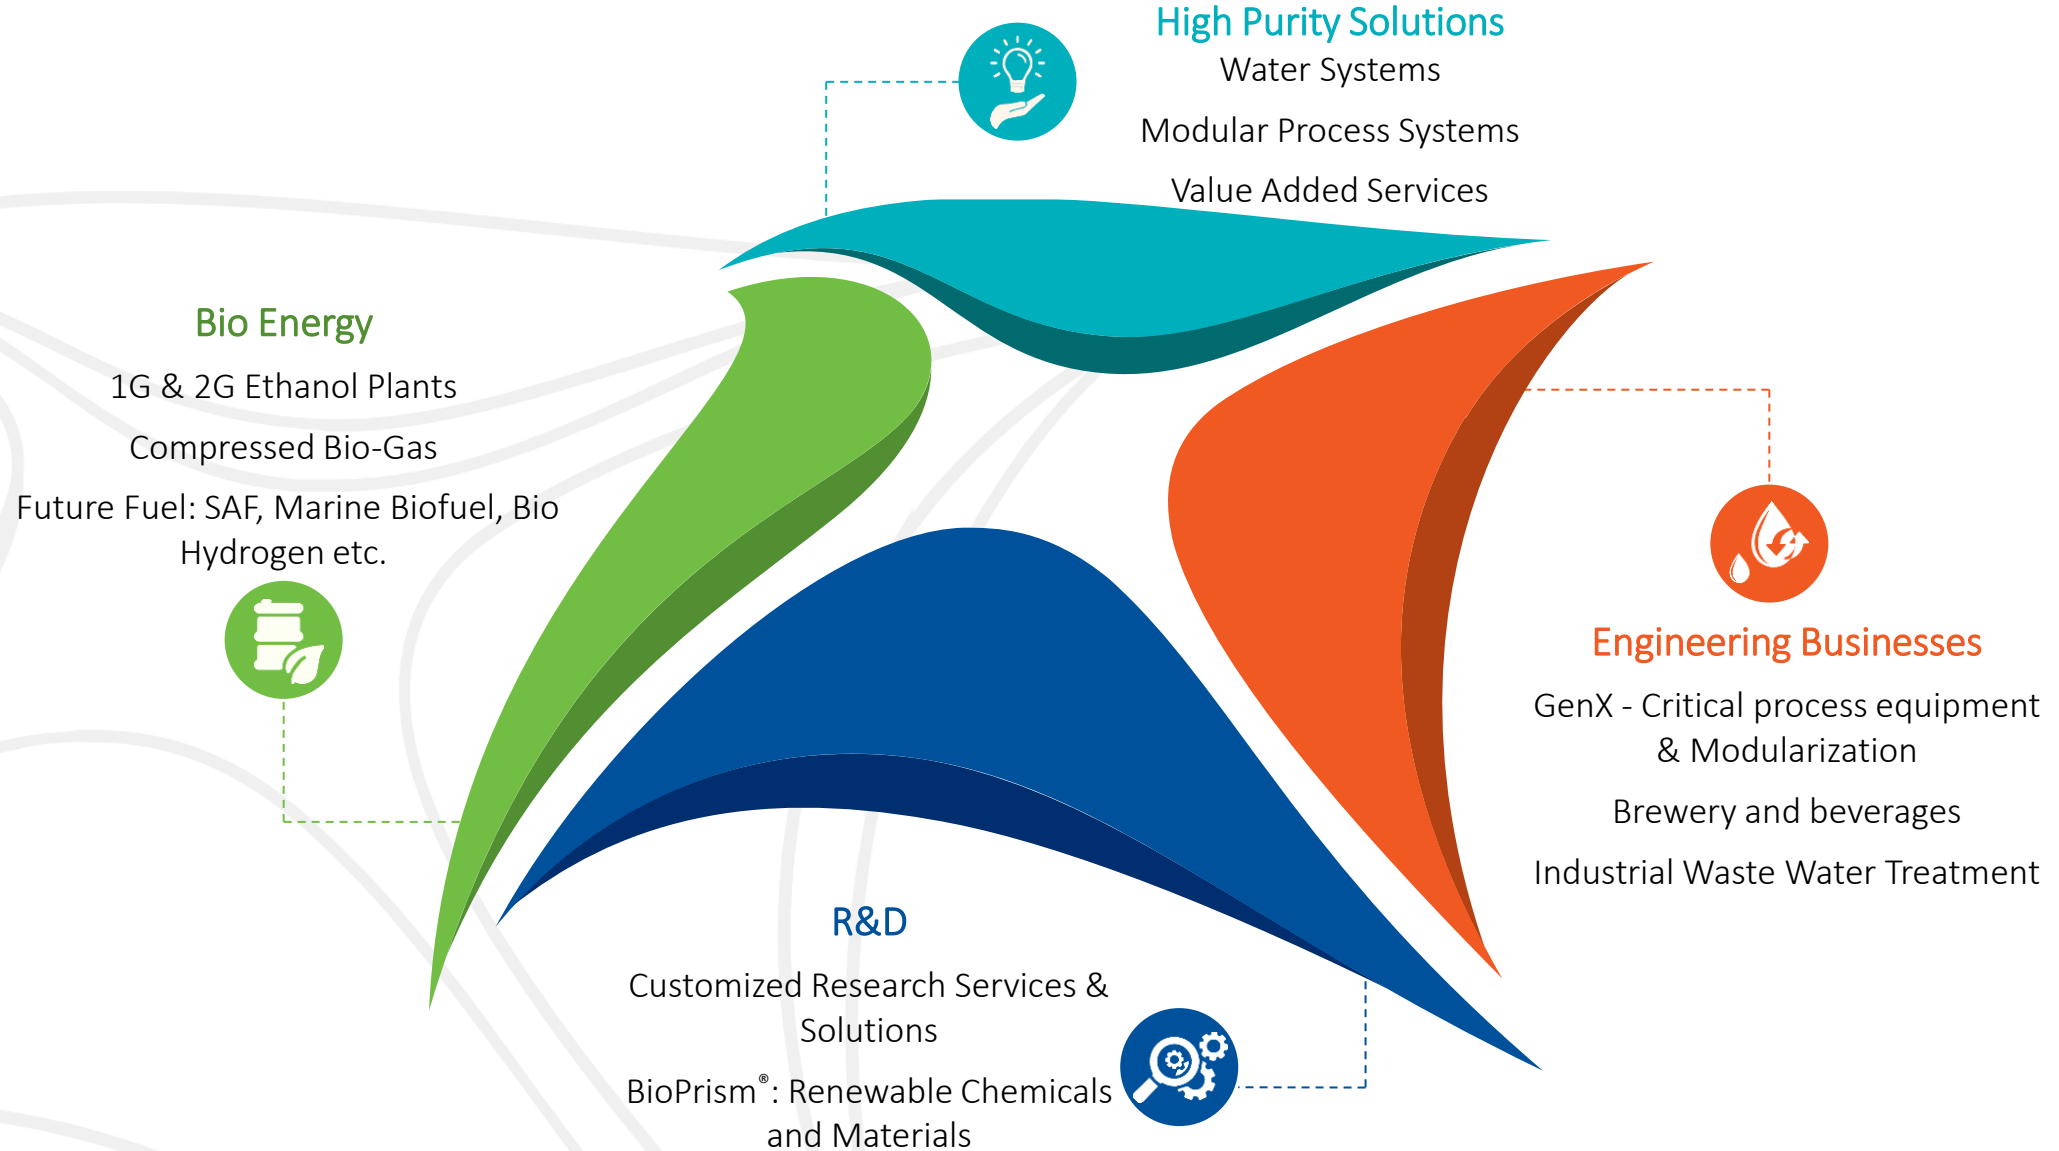 High Purity Solutions
Water Systems
Modular Process Systems
Value Added Services
Bio Energy
1G & 2G Ethanol Plants
Compressed Bio-Gas
Future Fuel: SAF, Marine Biofuel, Bio
Hydrogen etc.
Engineering Businesses
GenX - Critical process equipment
& Modularization
Brewery and beverages
Industrial Waste Water Treatment
R&D
Customized Research Services &
Solutions
BioPrism®: Renewable Chemicals
and Materials